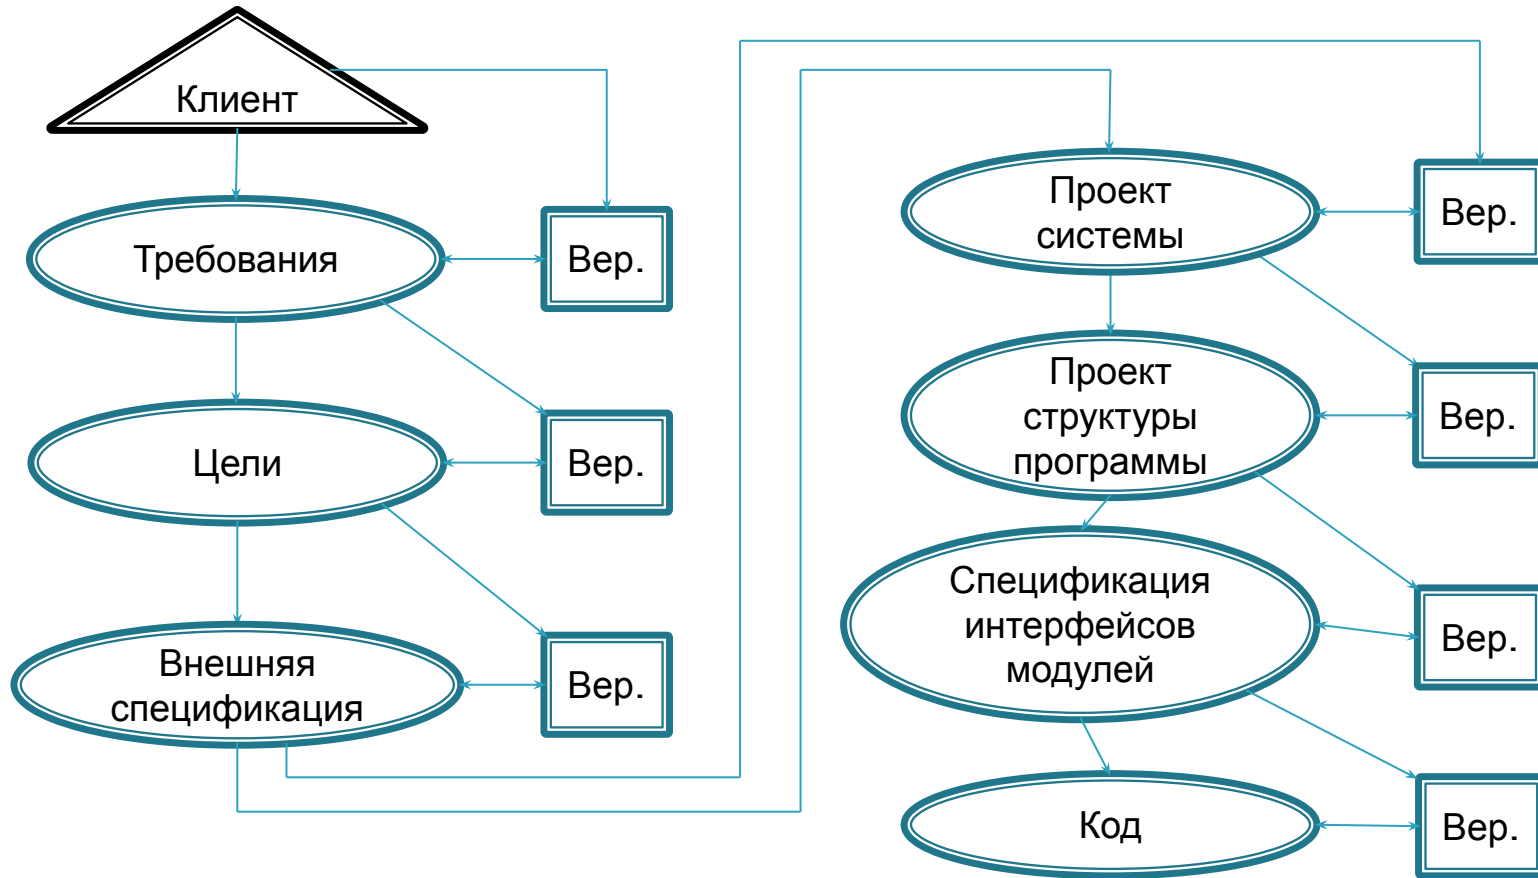 Клиент
Требования
Вер.
Цели
Вер.
Внешняя
спецификация
Вер.
Проект
системы
Вер.
Проект
структуры
программы
Вер.
Спецификация
интерфейсов
модулей
Вер.
Код
Вер.